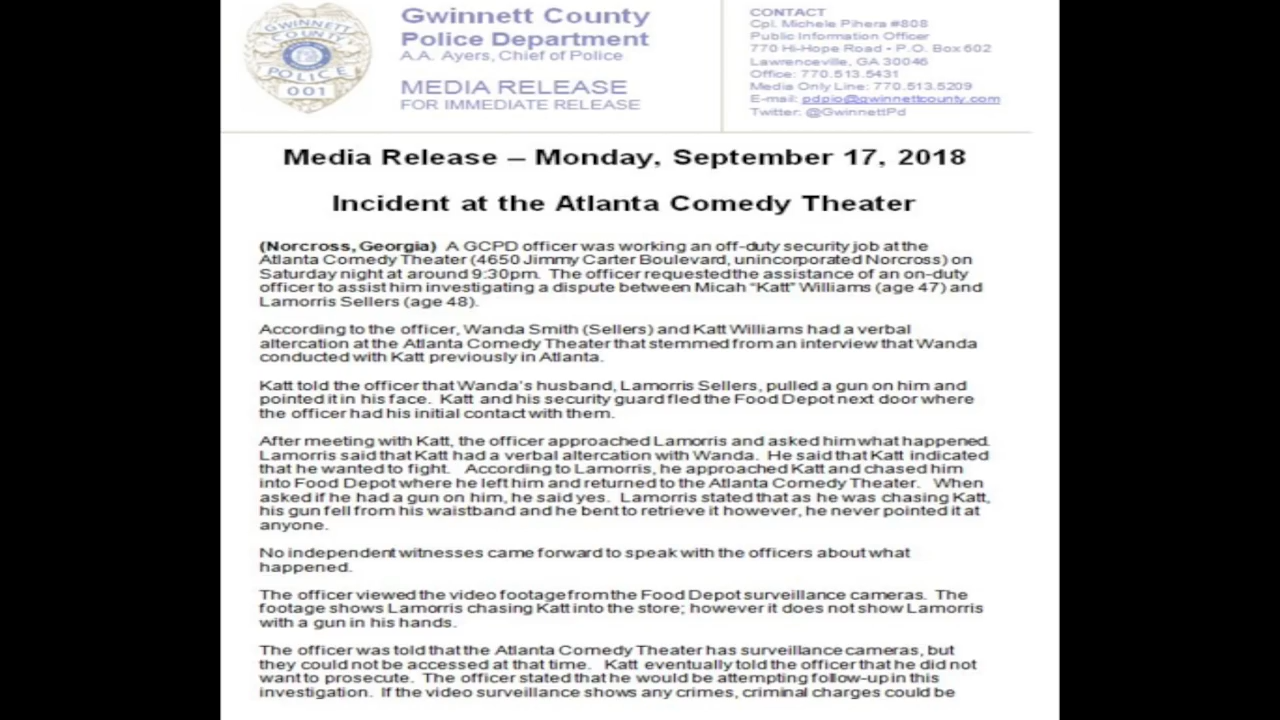 GWINNETT
COUNTY
POLICE
001
Gwinnett County
Police Department
A.A. Ayers, Chief of Police
MEDIA RELEASE
FOR IMMEDIATE RELEASE
CONTACT
Cpl. Michele Pihera #808
Public Information Officer
770 Hi-Hope Road - P.O. Box 602
Lawrenceville, GA 30046
Office: 770.513.5431
Media Only Line: 770.513.5209
E-mail: pdpio@gwinnettcounty.com
Twitter: @GwinnettPd
Media Release – Monday, September 17, 2018
Incident at the Atlanta Comedy Theater
(Norcross, Georgia) A GCPD officer was working an off-duty security job at the
Atlanta Comedy Theater (4650 Jimmy Carter Boulevard, unincorporated Norcross) on
Saturday night at around 9:30pm. The officer requested the assistance of an on-duty
officer to assist him investigating a dispute between Micah "Katt" Williams (age 47) and
Lamorris Sellers (age 48).
According to the officer, Wanda Smith (Sellers) and Katt Williams had a verbal
altercation at the Atlanta Comedy Theater that stemmed from an interview that Wanda
conducted with Katt previously in Atlanta.
Katt told the officer that Wanda's husband, Lamorris Sellers, pulled a gun on him and
pointed it in his face. Katt and his security guard fled the Food Depot next door where
the officer had his initial contact with them.
After meeting with Katt, the officer approached Lamorris and asked him what happened.
Lamorris said that Katt had a verbal altercation with Wanda. He said that Katt indicated
that he wanted to fight. According to Lamorris, he approached Katt and chased him
into Food Depot where he left him and returned to the Atlanta Comedy Theater. When
asked if he had a gun on him, he said yes. Lamorris stated that as he was chasing Katt,
his gun fell from his waistband and he bent to retrieve it however, he never pointed it at
anyone.
No independent witnesses came forward to speak with the officers about what
happened.
The officer viewed the video footage from the Food Depot surveillance cameras. The
footage shows Lamorris chasing Katt into the store; however it does not show Lamorris
with a gun in his hands.
The officer was told that the Atlanta Comedy Theater has surveillance cameras, but
they could not be accessed at that time. Katt eventually told the officer that he did not
want to prosecute. The officer stated that he would be attempting follow-up in this
investigation. If the video surveillance shows any crimes, criminal charges could be